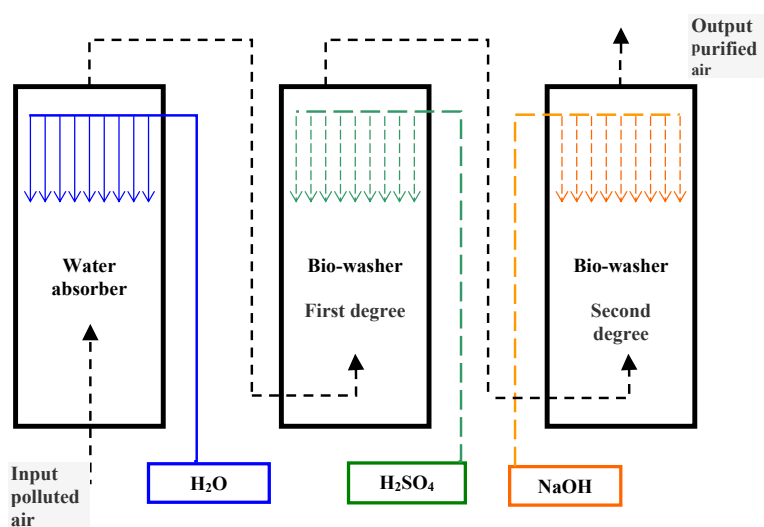 Output
purified
air
Water
absorber
Bio-washer
First degree
Bio-washer
Second
degree
Input
polluted
air
H₂O
H₂SO₄
NaOH